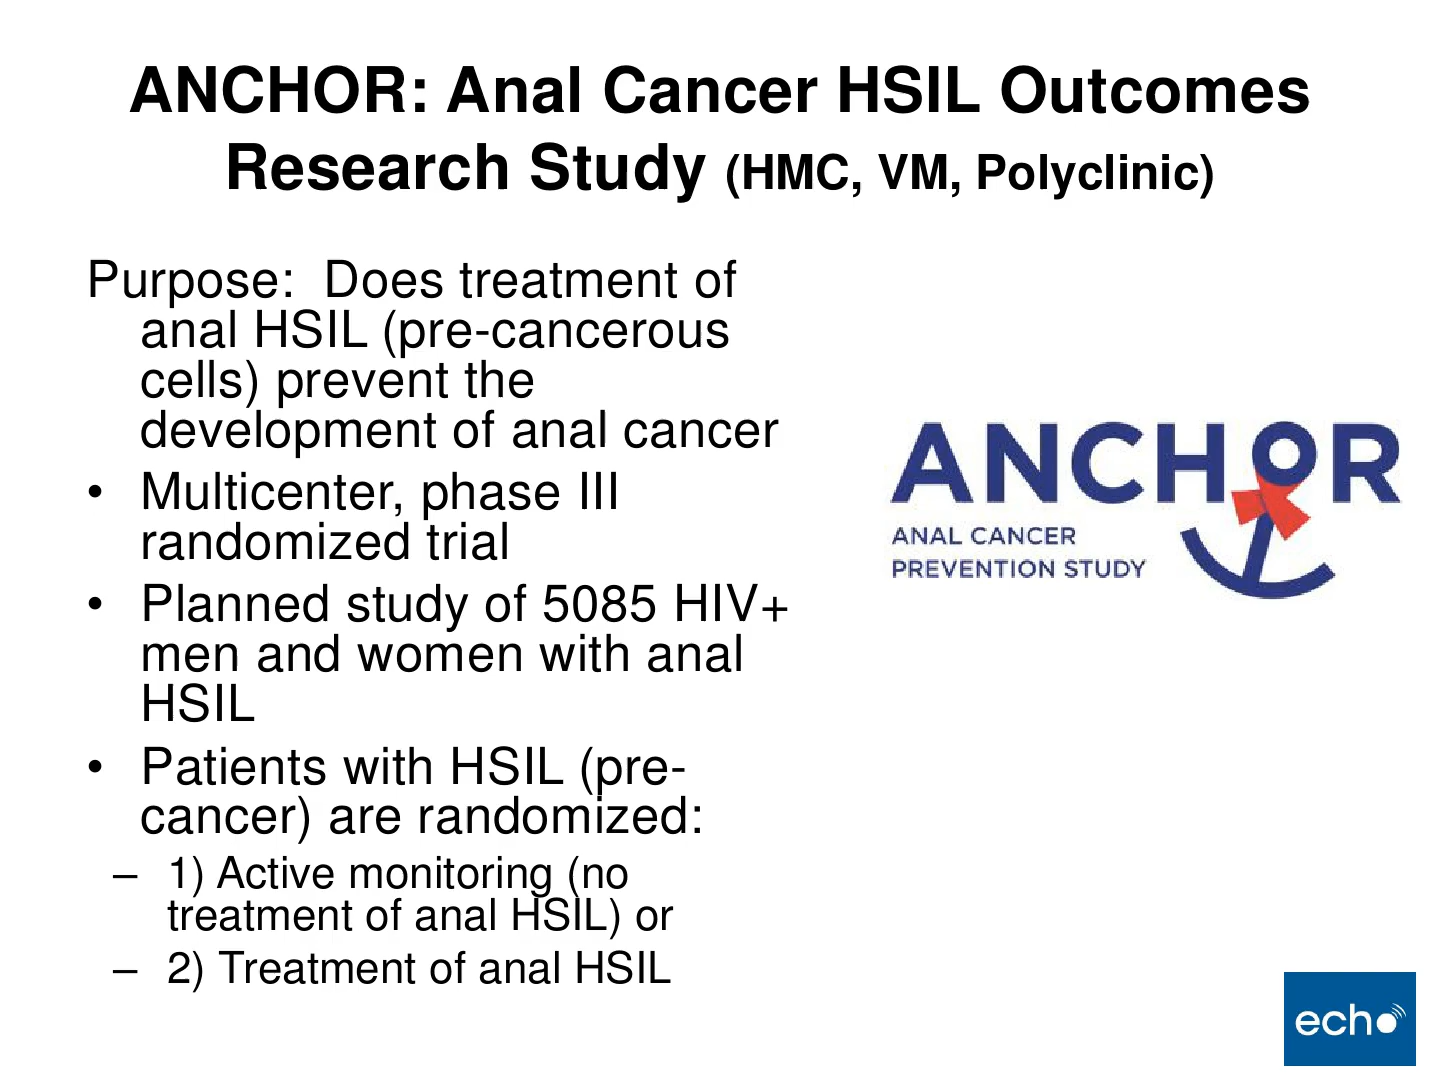 ANCHOR: Anal Cancer HSIL Outcomes
Research Study (HMC, VM, Polyclinic)
Purpose: Does treatment of
anal HSIL (pre-cancerous
cells) prevent the
development of anal cancer
• Multicenter, phase III
randomized trial
• Planned study of 5085 HIV+
men and women with anal
HSIL
• Patients with HSIL (pre-
cancer) are randomized:
– 1) Active monitoring (no
treatment of anal HSIL) or
– 2) Treatment of anal HSIL
ANCHOR
ANAL CANCER
PREVENTION STUDY
echo